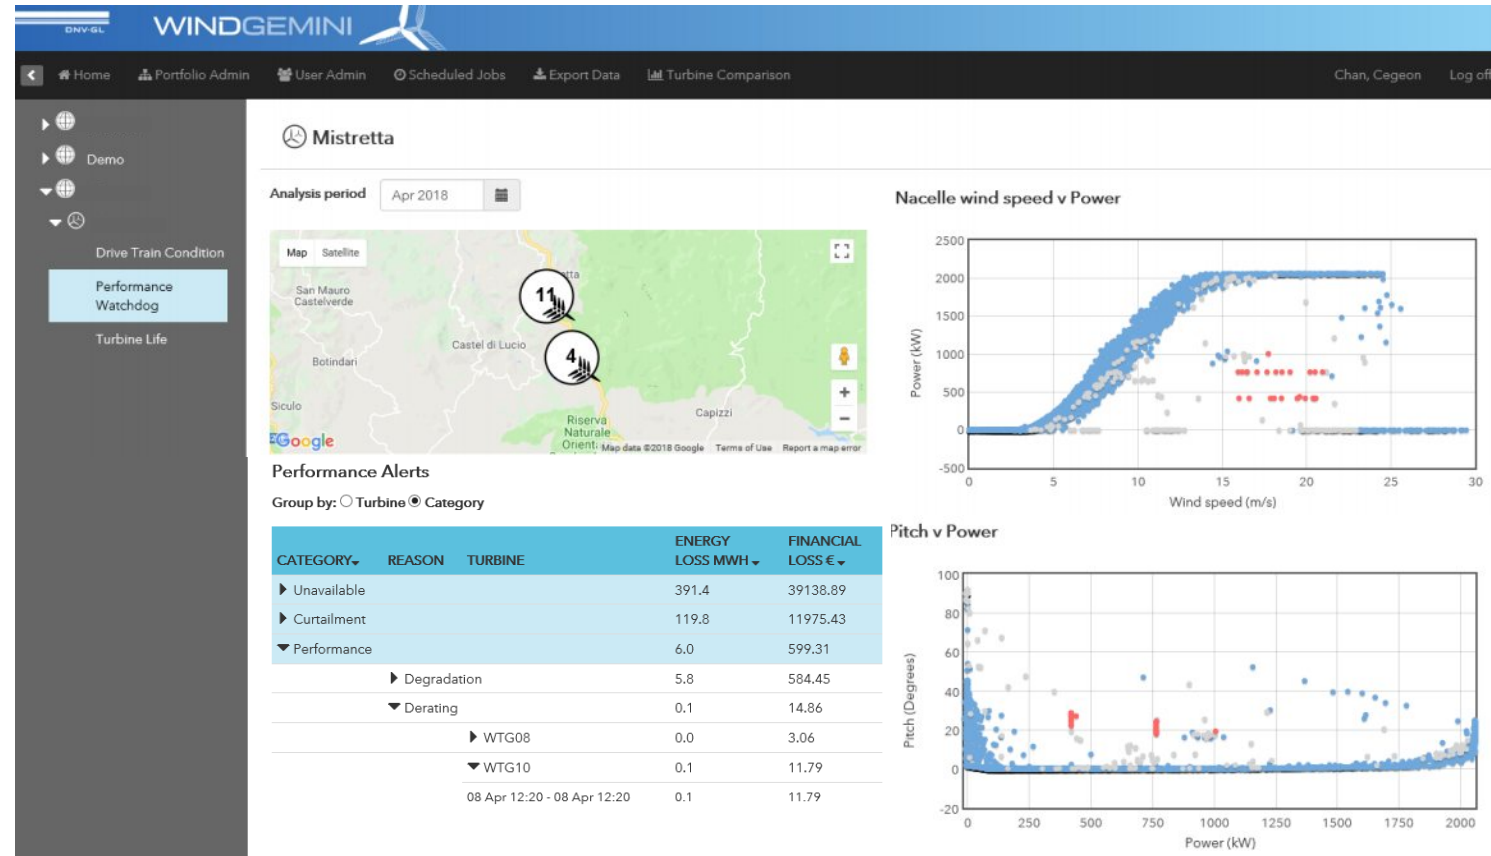 DNV·GL
WINDGEMINI
Home Portfolio Admin User Admin Scheduled Jobs Export Data Turbine Comparison Chan, Cegeon Log off
Demo
Drive Train Condition
Performance
Watchdog
Turbine Life
Mistretta
Analysis period Apr 2018
Map Satellite
San Mauro
Castelverde
11
Castel di Lucio
4
Botindari
Siculo
Capizzi
Riserva
Naturale
Orient
Google
Map data ©2018 Google Terms of Use Report a map error
Performance Alerts
Group by: Turbine Category
CATEGORY REASON TURBINE ENERGY LOSS MWH FINANCIAL LOSS €
Unavailable 391.4 39138.89
Curtailment 119.8 11975.43
Performance 6.0 599.31
Degradation 5.8 584.45
Derating 0.1 14.86
WTG08 0.0 3.06
WTG10 0.1 11.79
08 Apr 12:20 - 08 Apr 12:20 0.1 11.79
Nacelle wind speed v Power
2500
2000
1500
1000
500
0
-500
Power (kW)
0 5 10 15 20 25 30
Wind speed (m/s)
Pitch v Power
100
80
60
40
20
0
-20
Pitch (Degrees)
0 250 500 750 1000 1250 1500 1750 2000
Power (kW)